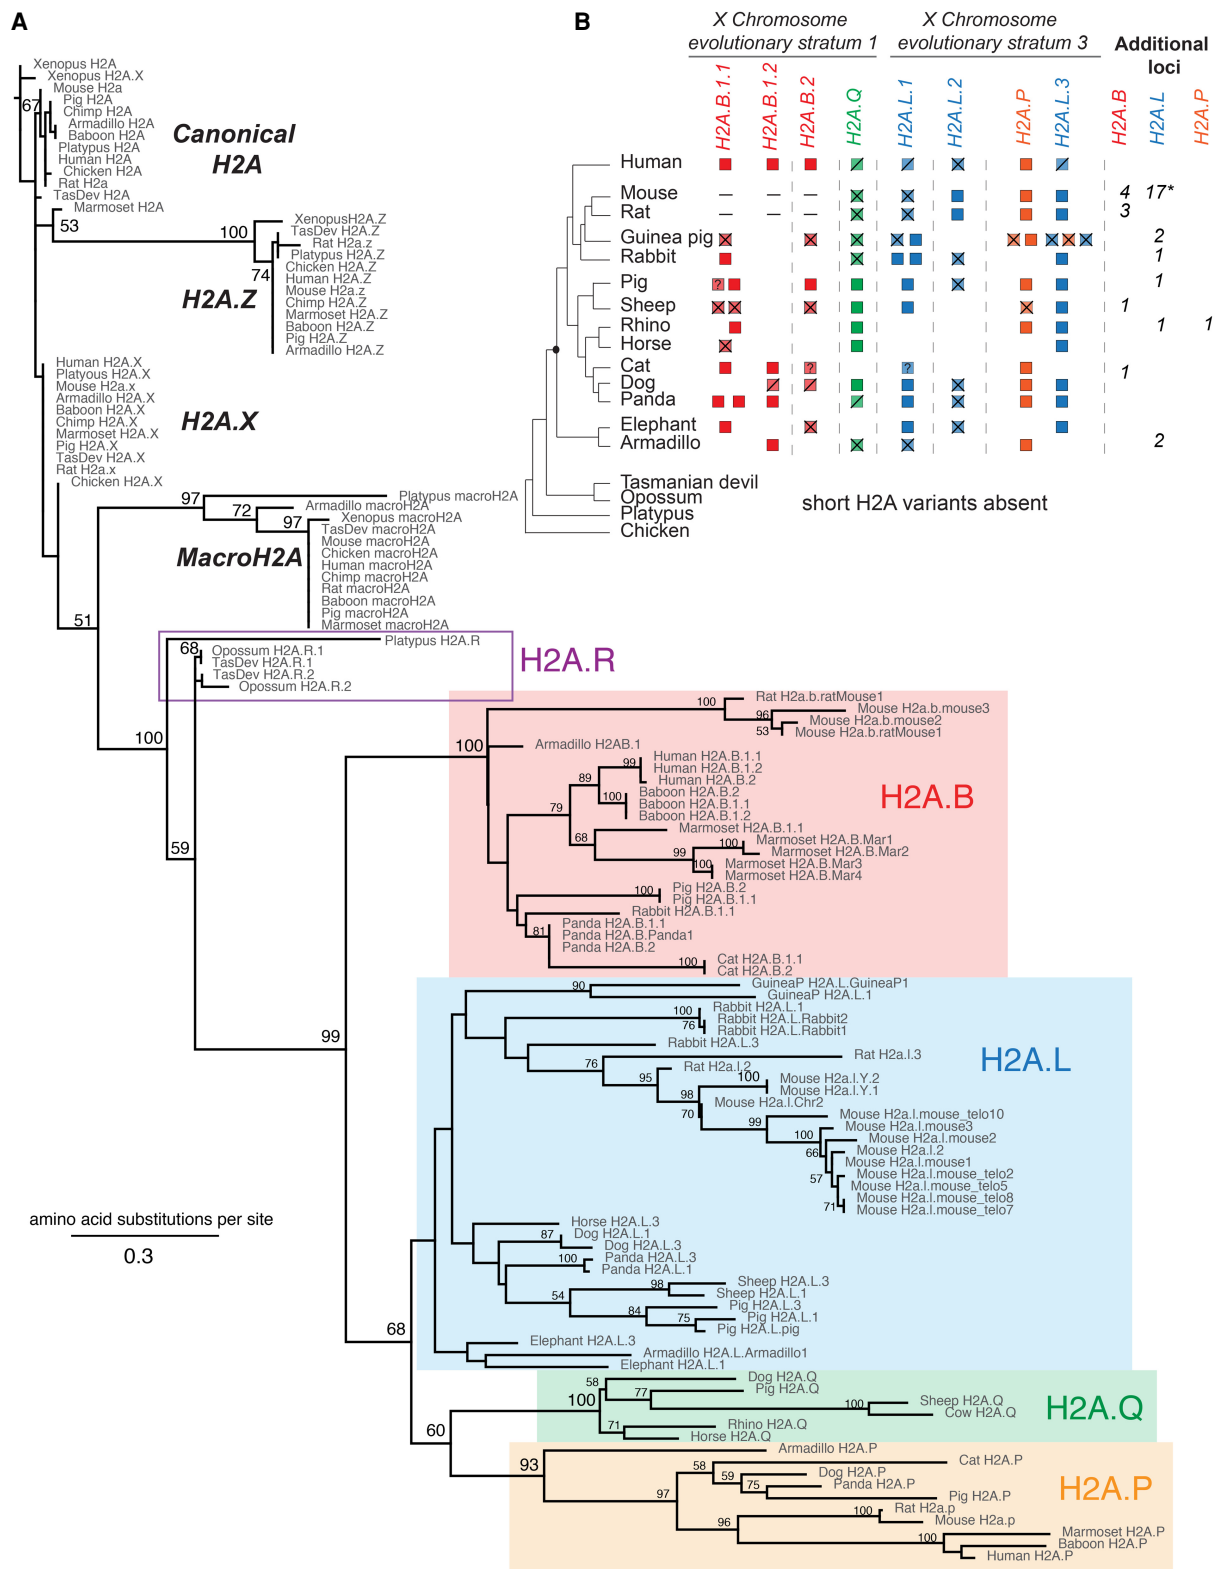 A
Xenopus H2A
Xenopus H2A.X
Mouse H2a
67
Pig H2A
Chimp H2A
Armadillo H2A
Baboon H2A
Platypus H2A
Human H2A
Chicken H2A
Rat H2a
TasDev H2A
Marmoset H2A
Canonical
H2A
53
100
XenopusH2A.Z
TasDev H2A.Z
Rat H2a.z
Platypus H2A.Z
74
Chicken H2A.Z
Human H2A.Z
Mouse H2a.z
Chimp H2A.Z
Marmoset H2A.Z
Baboon H2A.Z
Pig H2A.Z
Armadillo H2A.Z
H2A.Z
Human H2A.X
Platyous H2A.X
Mouse H2a.x
Armadillo H2A.X
Baboon H2A.X
Chimp H2A.X
Marmoset H2A.X
Pig H2A.X
TasDev H2A.X
Rat H2a.x
Chicken H2A.X
H2A.X
97
Platypus macroH2A
72
Armadillo macroH2A
97
Xenopus macroH2A
TasDev macroH2A
Mouse macroH2A
Chicken macroH2A
Human macroH2A
Chimp macroH2A
Rat macroH2A
Baboon macroH2A
Pig macroH2A
Marmoset macroH2A
MacroH2A
51
Platypus H2A.R
68
Opossum H2A.R.1
TasDev H2A.R.1
TasDev H2A.R.2
Opossum H2A.R.2
H2A.R
100
59
99
100
100
Rat H2a.b.ratMouse1
96
Mouse H2a.b.mouse3
Mouse H2a.b.mouse2
53
Mouse H2a.b.ratMouse1
Armadillo H2AB.1
Human H2A.B.1.1
99
Human H2A.B.1.2
89
Human H2A.B.2
Baboon H2A.B.2
100
Baboon H2A.B.1.1
79
Baboon H2A.B.1.2
Marmoset H2A.B.1.1
68
100
Marmoset H2A.B.Mar1
99
Marmoset H2A.B.Mar2
100
Marmoset H2A.B.Mar3
Marmoset H2A.B.Mar4
100
Pig H2A.B.2
Pig H2A.B.1.1
Rabbit H2A.B.1.1
Panda H2A.B.1.1
81
Panda H2A.B.Panda1
Panda H2A.B.2
100
Cat H2A.B.1.1
Cat H2A.B.2
H2A.B
90
GuineaP H2A.L.GuineaP1
GuineaP H2A.L.1
100
Rabbit H2A.L.1
76
Rabbit H2A.L.Rabbit2
Rabbit H2A.L.Rabbit1
Rabbit H2A.L.3
76
Rat H2a.l.3
95
Rat H2a.l.2
100
Mouse H2a.l.Y.2
98
Mouse H2a.l.Y.1
70
Mouse H2a.l.Chr2
99
Mouse H2a.l.mouse_telo10
100
Mouse H2a.l.mouse3
Mouse H2a.l.mouse2
66
Mouse H2a.l.2
Mouse H2a.l.mouse1
57
Mouse H2a.l.mouse_telo2
Mouse H2a.l.mouse_telo5
71
Mouse H2a.l.mouse_telo8
Mouse H2a.l.mouse_telo7
Horse H2A.L.3
87
Dog H2A.L.1
Dog H2A.L.3
100
Panda H2A.L.3
Panda H2A.L.1
98
Sheep H2A.L.3
54
Sheep H2A.L.1
84
Pig H2A.L.3
75
Pig H2A.L.1
Pig H2A.L.pig
Elephant H2A.L.3
Armadillo H2A.L.Armadillo1
Elephant H2A.L.1
H2A.L
68
60
100
58
Dog H2A.Q
77
Pig H2A.Q
100
Sheep H2A.Q
Cow H2A.Q
71
Rhino H2A.Q
Horse H2A.Q
H2A.Q
93
Armadillo H2A.P
58
Cat H2A.P
59
Dog H2A.P
75
Panda H2A.P
97
Pig H2A.P
100
Rat H2a.p
96
Mouse H2a.p
100
Marmoset H2A.P
Baboon H2A.P
Human H2A.P
H2A.P
amino acid substitutions per site
0.3
B
X Chromosome
evolutionary stratum 1
X Chromosome
evolutionary stratum 3
Additional
loci
H2A.B.1.1
H2A.B.1.2
H2A.B.2
H2A.Q
H2A.L.1
H2A.L.2
H2A.P
H2A.L.3
H2A.B
H2A.L
H2A.P
Human
Mouse – – – 4 17*
Rat – – – 3
Guinea pig 2
Rabbit 1
Pig ? 1
Sheep 1
Rhino 1 1
Horse
Cat ? ? 1
Dog
Panda
Elephant
Armadillo 2
Tasmanian devil
Opossum
Platypus
Chicken
short H2A variants absent